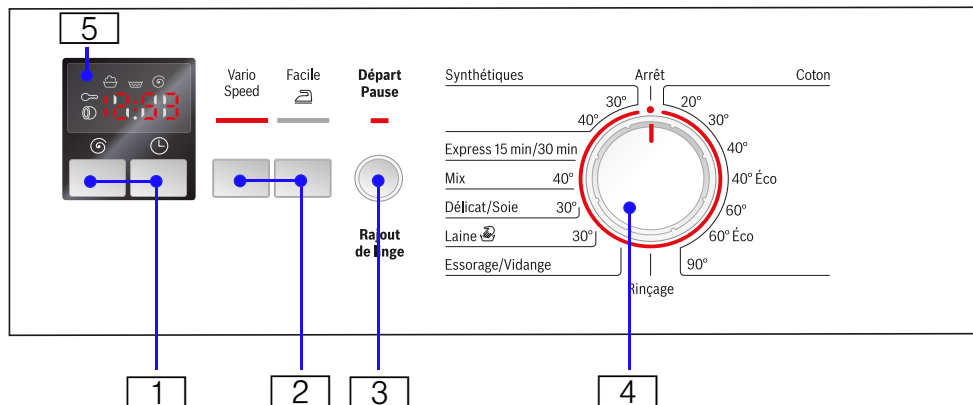 5
18:53
Vario
Speed
Facile
Départ
Pause
Rajout
de linge
Synthétiques
Arrêt
Coton
30°
40°
Express 15 min/30 min
Mix 40°
Délicat/Soie 30°
Laine 30°
Essorage/Vidange
20°
30°
40°
40° Éco
60°
60° Éco
90°
Rinçage
1
2
3
4